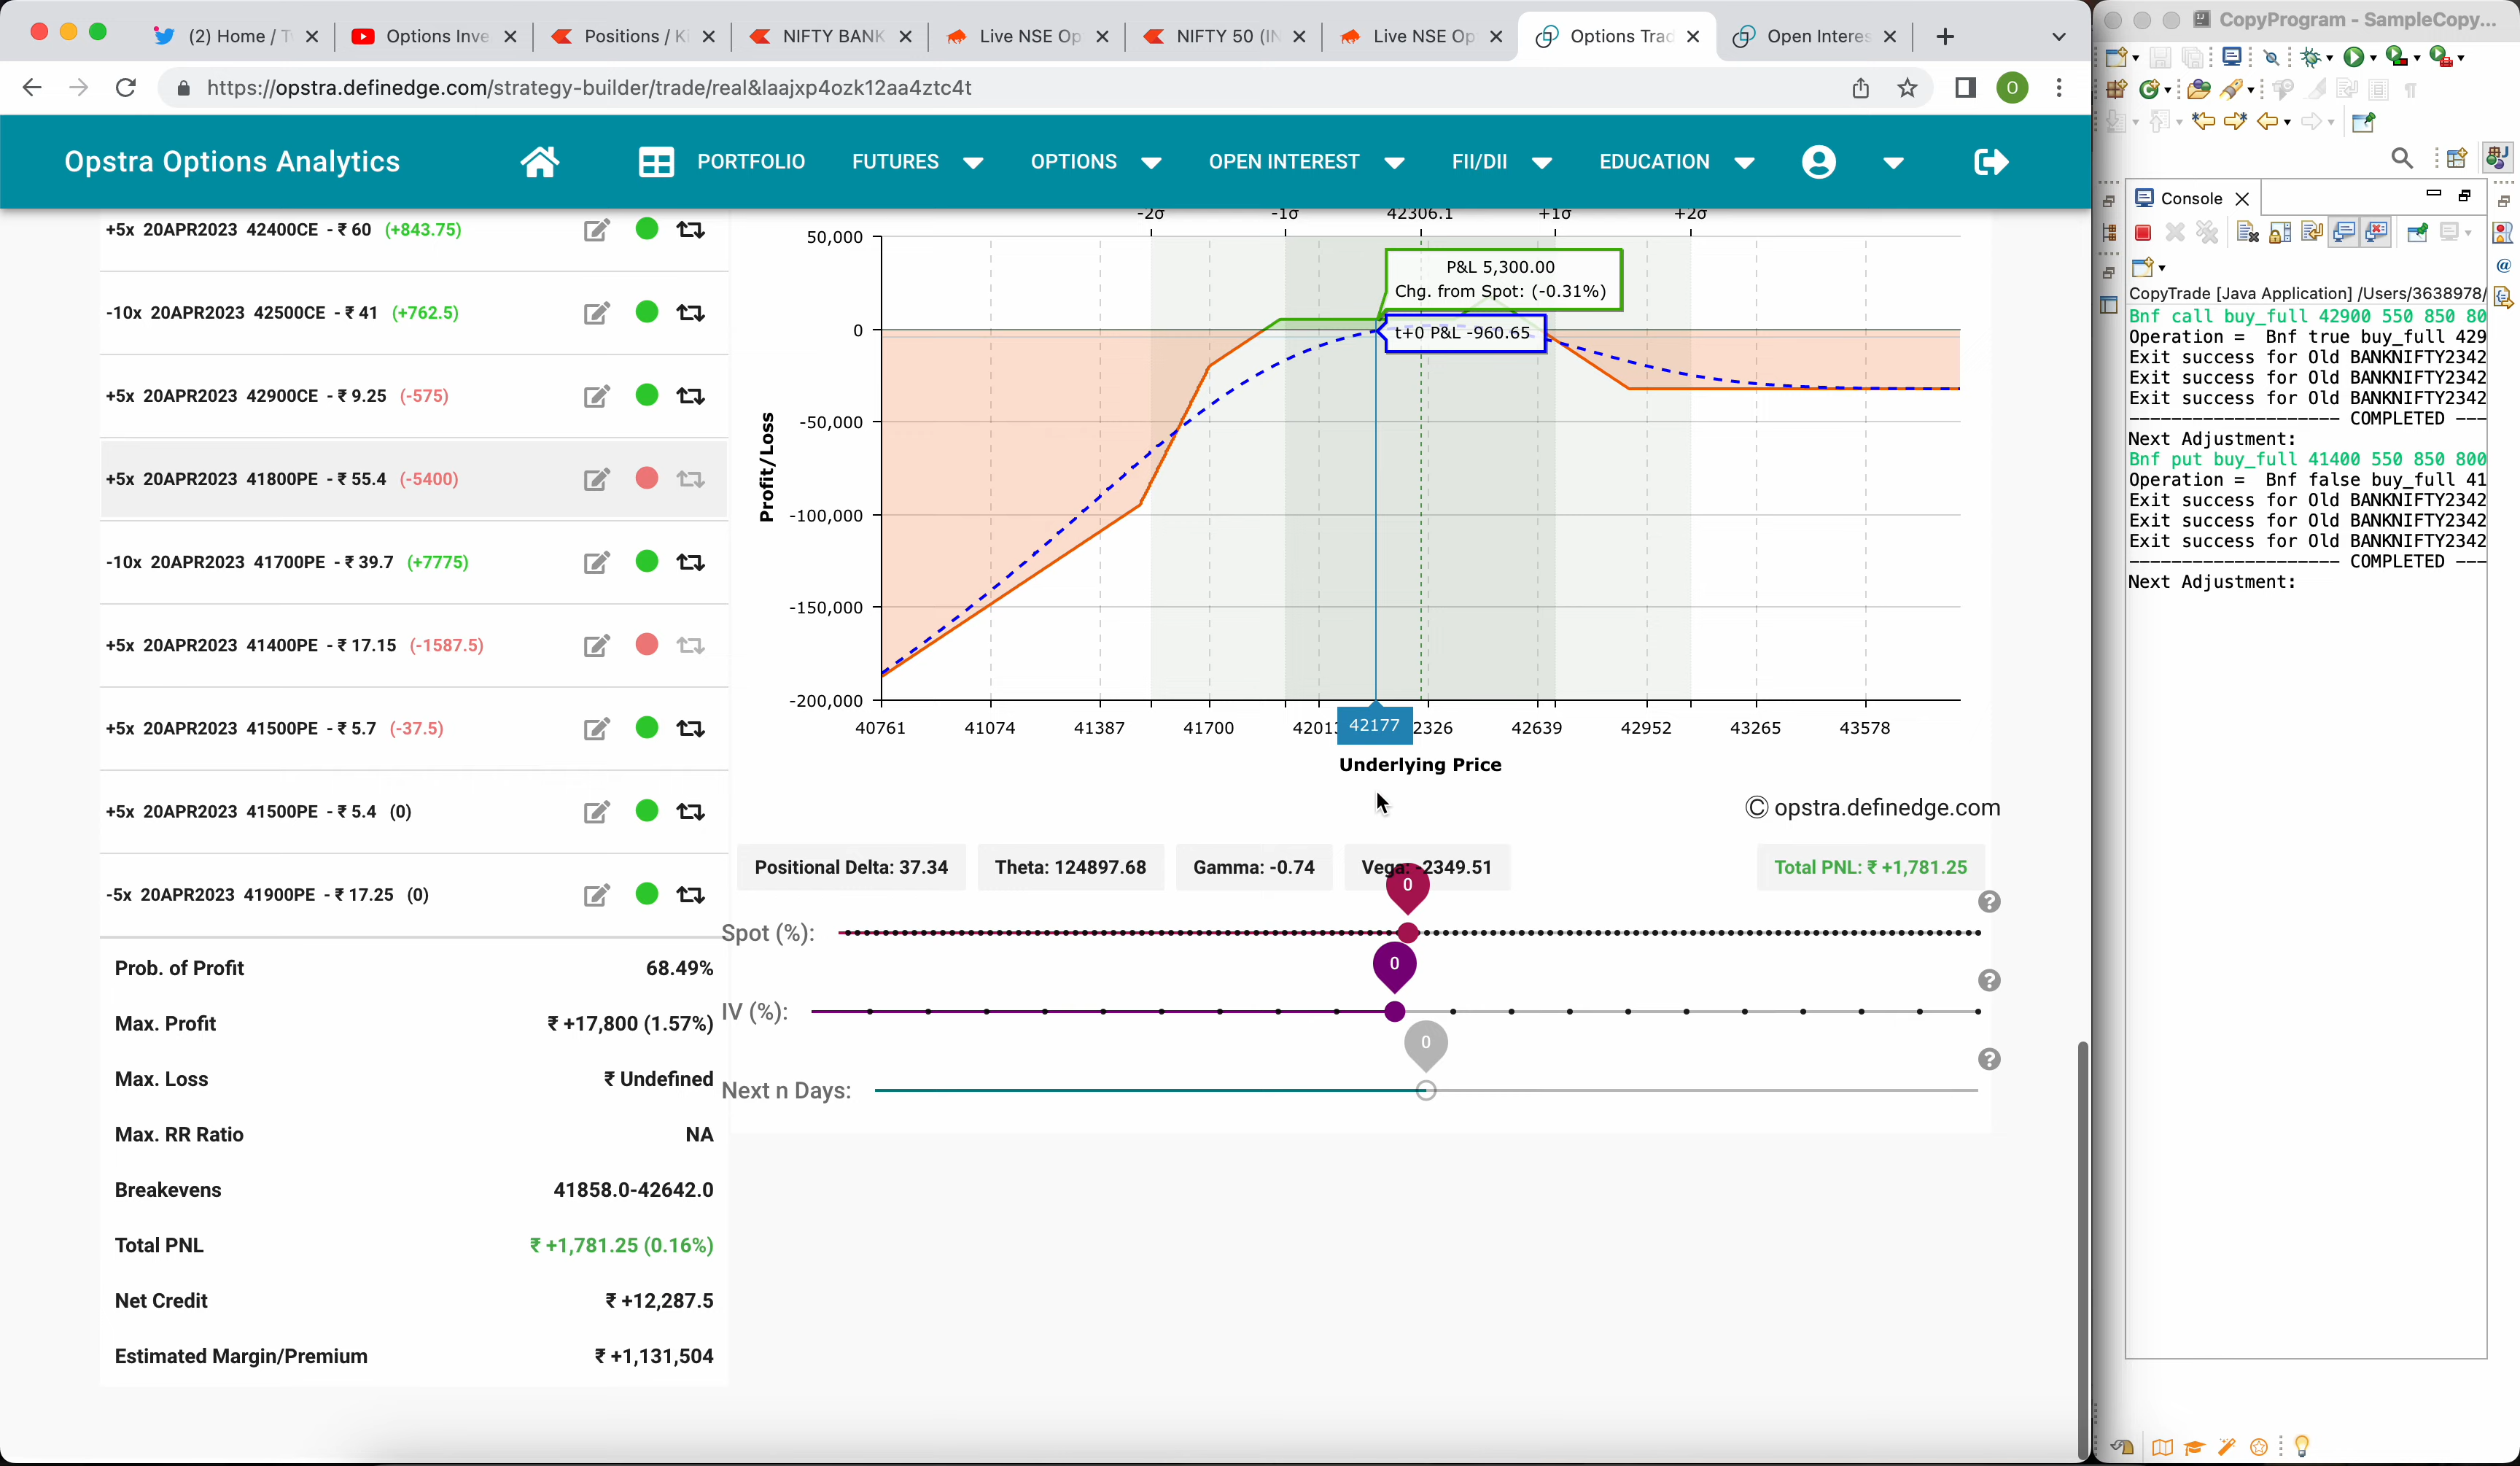 (2) Home / T
Options Inve
Positions / Ki
NIFTY BANK
Live NSE Op
NIFTY 50 (IN
Live NSE Op
Options Trad
Open Interes
CopyProgram - SampleCopy...
https://opstra.definedge.com/strategy-builder/trade/real&laajxp4ozk12aa4ztc4t
O
Opstra Options Analytics
PORTFOLIO
FUTURES
OPTIONS
OPEN INTEREST
FII/DII
EDUCATION
+5x 20APR2023 42400CE - ₹ 60 (+843.75)
-10x 20APR2023 42500CE - ₹ 41 (+762.5)
+5x 20APR2023 42900CE - ₹ 9.25 (-575)
+5x 20APR2023 41800PE - ₹ 55.4 (-5400)
-10x 20APR2023 41700PE - ₹ 39.7 (+7775)
+5x 20APR2023 41400PE - ₹ 17.15 (-1587.5)
+5x 20APR2023 41500PE - ₹ 5.7 (-37.5)
+5x 20APR2023 41500PE - ₹ 5.4 (0)
-5x 20APR2023 41900PE - ₹ 17.25 (0)
Prob. of Profit 68.49%
Max. Profit ₹ +17,800 (1.57%)
Max. Loss ₹ Undefined
Max. RR Ratio NA
Breakevens 41858.0-42642.0
Total PNL ₹ +1,781.25 (0.16%)
Net Credit ₹ +12,287.5
Estimated Margin/Premium ₹ +1,131,504
-2σ -1σ 42306.1 +1σ +2σ
50,000
0
-50,000
-100,000
-150,000
-200,000
Profit/Loss
P&L 5,300.00
Chg. from Spot: (-0.31%)
t+0 P&L -960.65
40761 41074 41387 41700 4201 42177 2326 42639 42952 43265 43578
Underlying Price
© opstra.definedge.com
Positional Delta: 37.34
Theta: 124897.68
Gamma: -0.74
Vega: -2349.51
Total PNL: ₹ +1,781.25
0
Spot (%):
0
IV (%):
0
Next n Days:
Console
CopyTrade [Java Application] /Users/3638978/
Bnf call buy_full 42900 550 850 80
Operation = Bnf true buy_full 429
Exit success for Old BANKNIFTY2342
Exit success for Old BANKNIFTY2342
Exit success for Old BANKNIFTY2342
-------------------- COMPLETED ---
Next Adjustment:
Bnf put buy_full 41400 550 850 800
Operation = Bnf false buy_full 41
Exit success for Old BANKNIFTY2342
Exit success for Old BANKNIFTY2342
Exit success for Old BANKNIFTY2342
-------------------- COMPLETED ---
Next Adjustment: